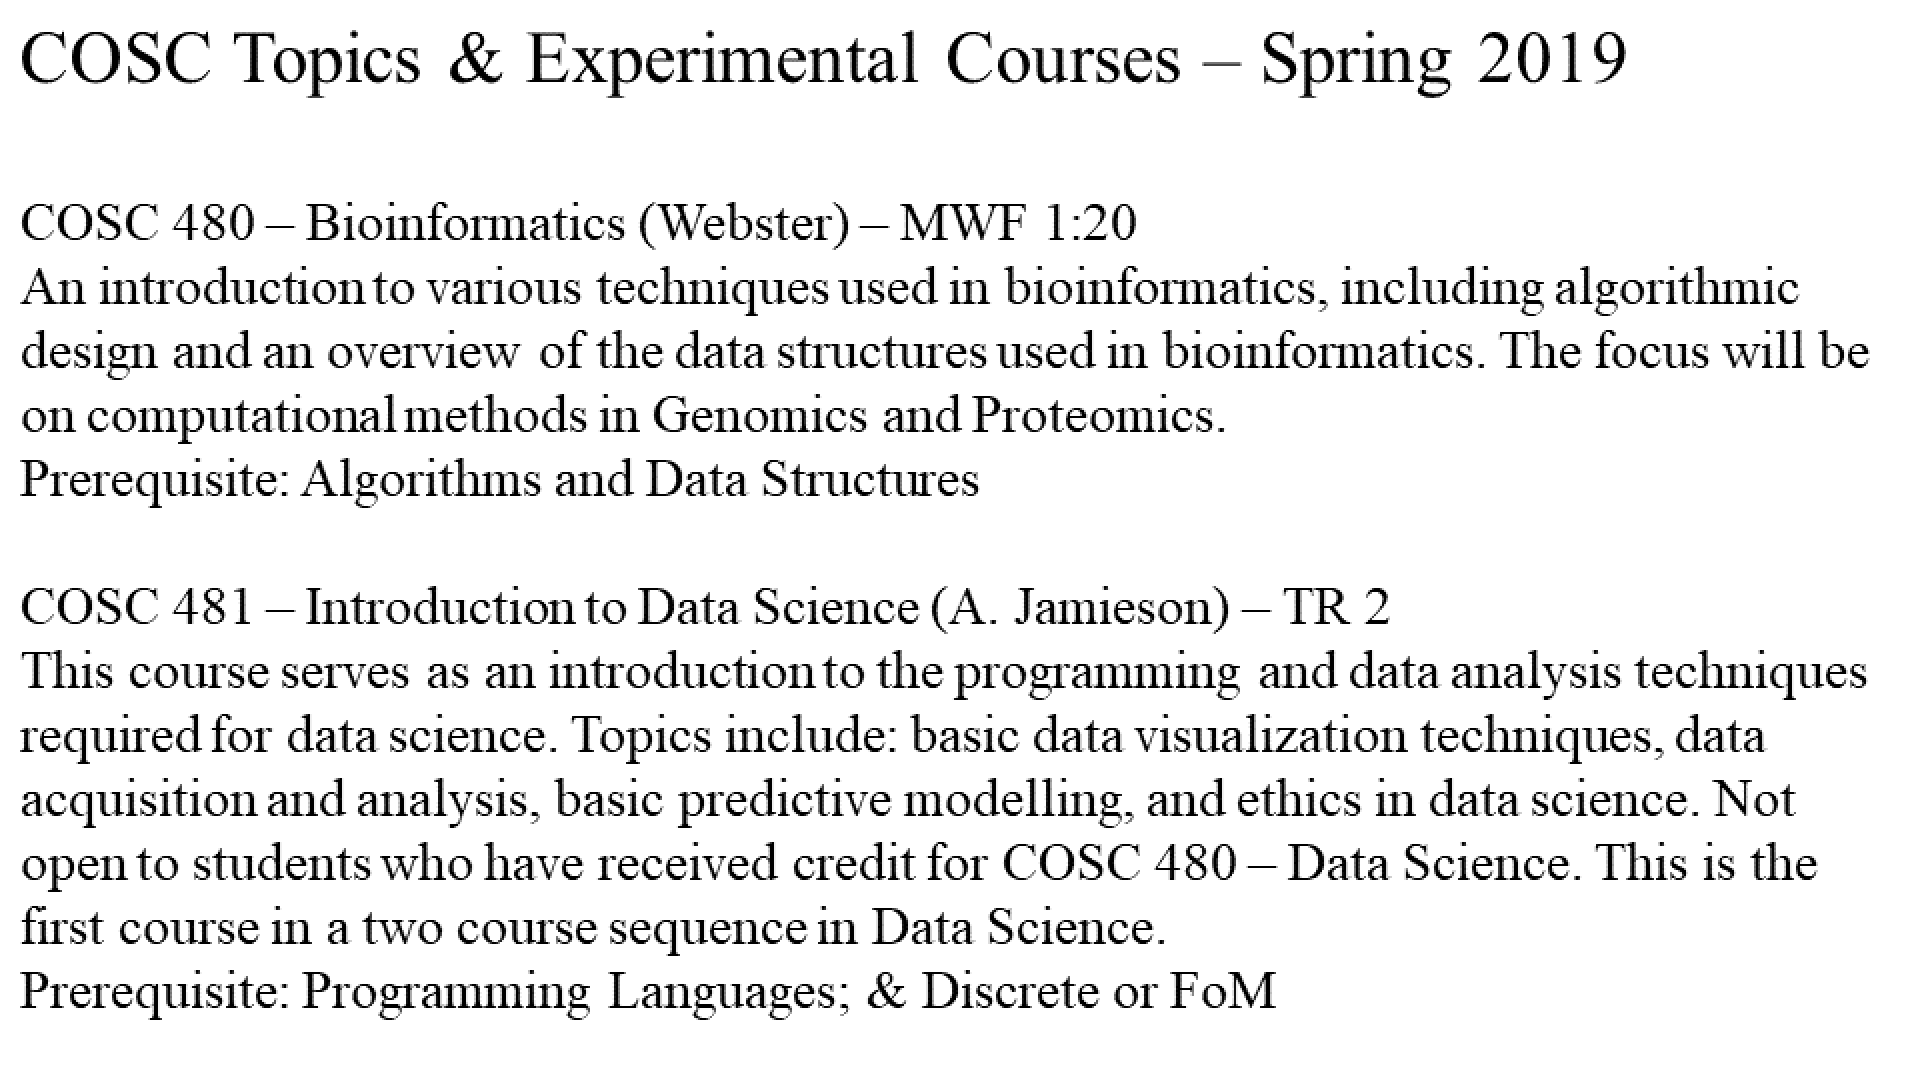 COSC Topics & Experimental Courses – Spring 2019
COSC 480 – Bioinformatics (Webster) – MWF 1:20
An introduction to various techniques used in bioinformatics, including algorithmic
design and an overview of the data structures used in bioinformatics. The focus will be
on computational methods in Genomics and Proteomics.
Prerequisite: Algorithms and Data Structures
COSC 481 – Introduction to Data Science (A. Jamieson) – TR 2
This course serves as an introduction to the programming and data analysis techniques
required for data science. Topics include: basic data visualization techniques, data
acquisition and analysis, basic predictive modelling, and ethics in data science. Not
open to students who have received credit for COSC 480 – Data Science. This is the
first course in a two course sequence in Data Science.
Prerequisite: Programming Languages; & Discrete or FoM